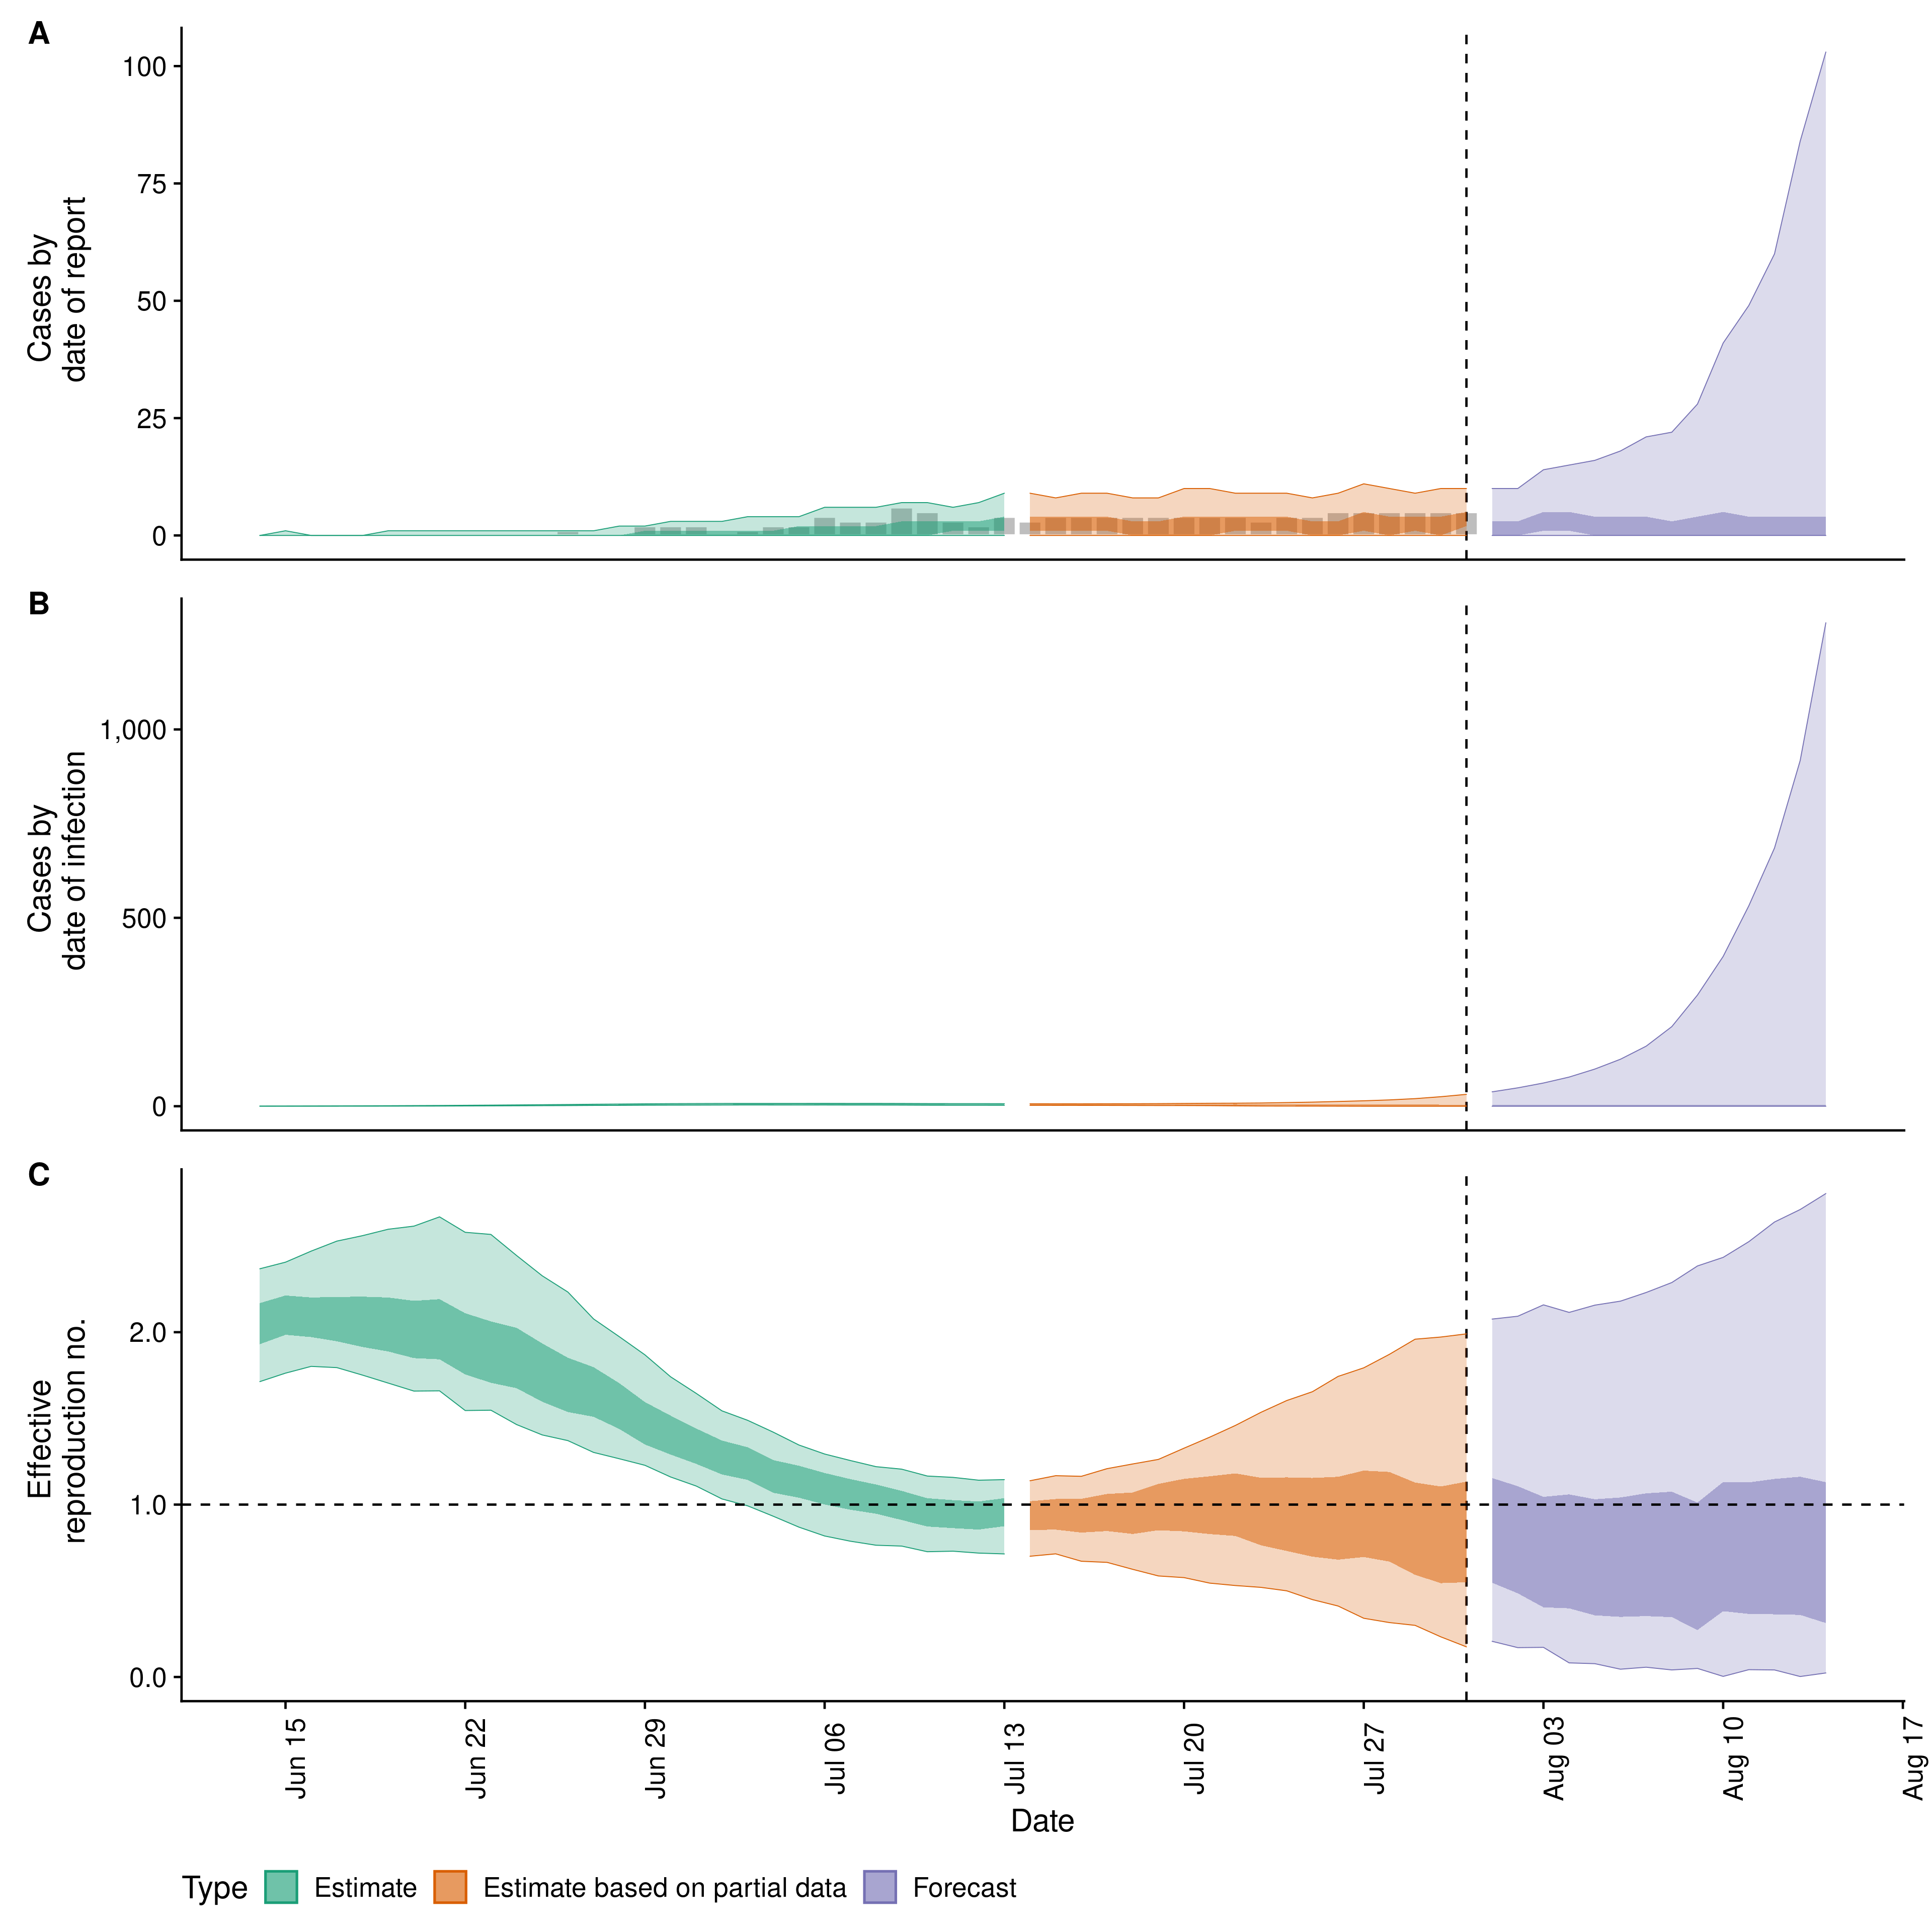 A
Cases by
date of report
100
75
50
25
0
B
Cases by
date of infection
1,000
500
0
C
Effective
reproduction no.
2.0
1.0
0.0
Jun 15
Jun 22
Jun 29
Jul 06
Jul 13
Jul 20
Jul 27
Aug 03
Aug 10
Aug 17
Date
Type Estimate Estimate based on partial data Forecast